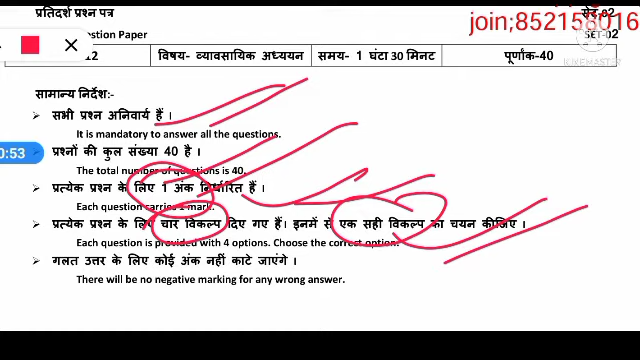 प्रतिदर्श प्रश्न पत्र सेट-02
join;852158016
estion Paper SET-02
12 विषय- व्यावसायिक अध्ययन समय- 1 घंटा 30 मिनट पूर्णांक-40
सामान्य निर्देश:-
सभी प्रश्न अनिवार्य हैं ।
It is mandatory to answer all the questions.
0:53 प्रश्नों की कुल संख्या 40 है ।
The total number of questions is 40.
प्रत्येक प्रश्न के लिए 1 अंक निर्धारित हैं ।
Each question carries 1 mark.
प्रत्येक प्रश्न के लिए चार विकल्प दिए गए हैं। इनमें से एक सही विकल्प का चयन कीजिए ।
Each question is provided with 4 options. Choose the correct option.
गलत उत्तर के लिए कोई अंक नहीं काटे जाएंगे ।
There will be no negative marking for any wrong answer.